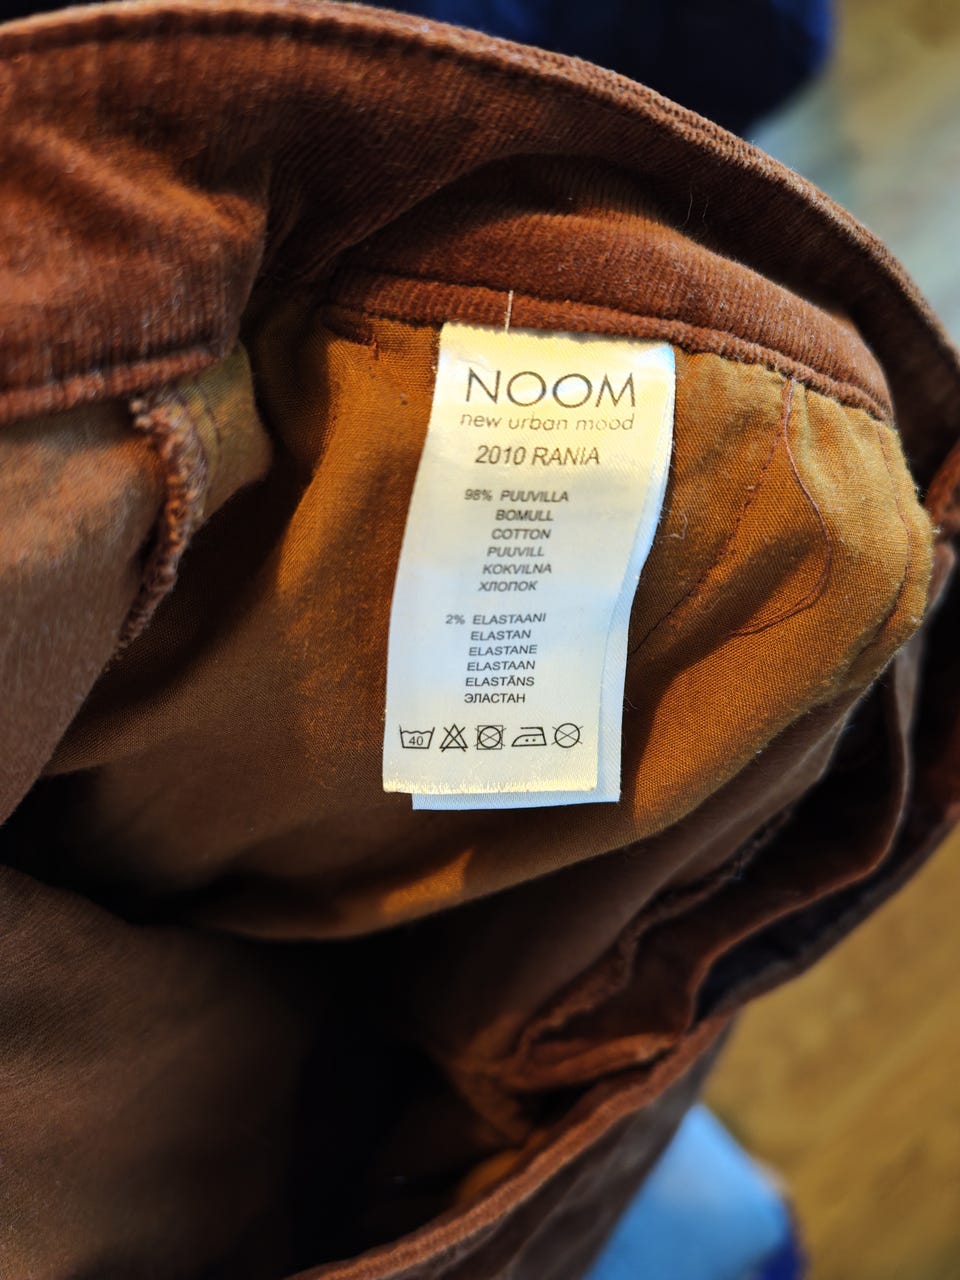 NOOM
new urban mood
2010 RANIA
98% PUUVILLA
BOMULL
COTTON
PUUVILL
KOKVILNA
ХЛОПОК
2% ELASTAANI
ELASTAN
ELASTANE
ELASTAAN
ELASTĀNS
ЭЛАСТАН
40